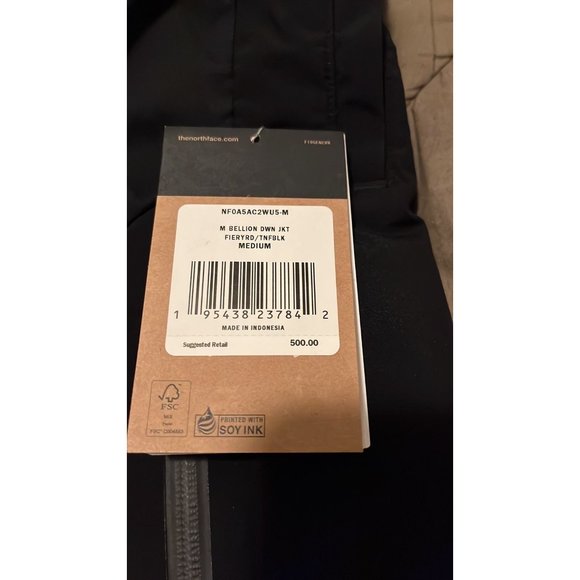 thenorthface.com
F19GENERB
NF0A5AC2WU5-M
M BELLION DWN JKT
FIERYRD/TNFBLK
MEDIUM
1 95438 23784 2
MADE IN INDONESIA
Suggested Retail 500.00
FSC
MIX
PRINTED WITH
SOY INK